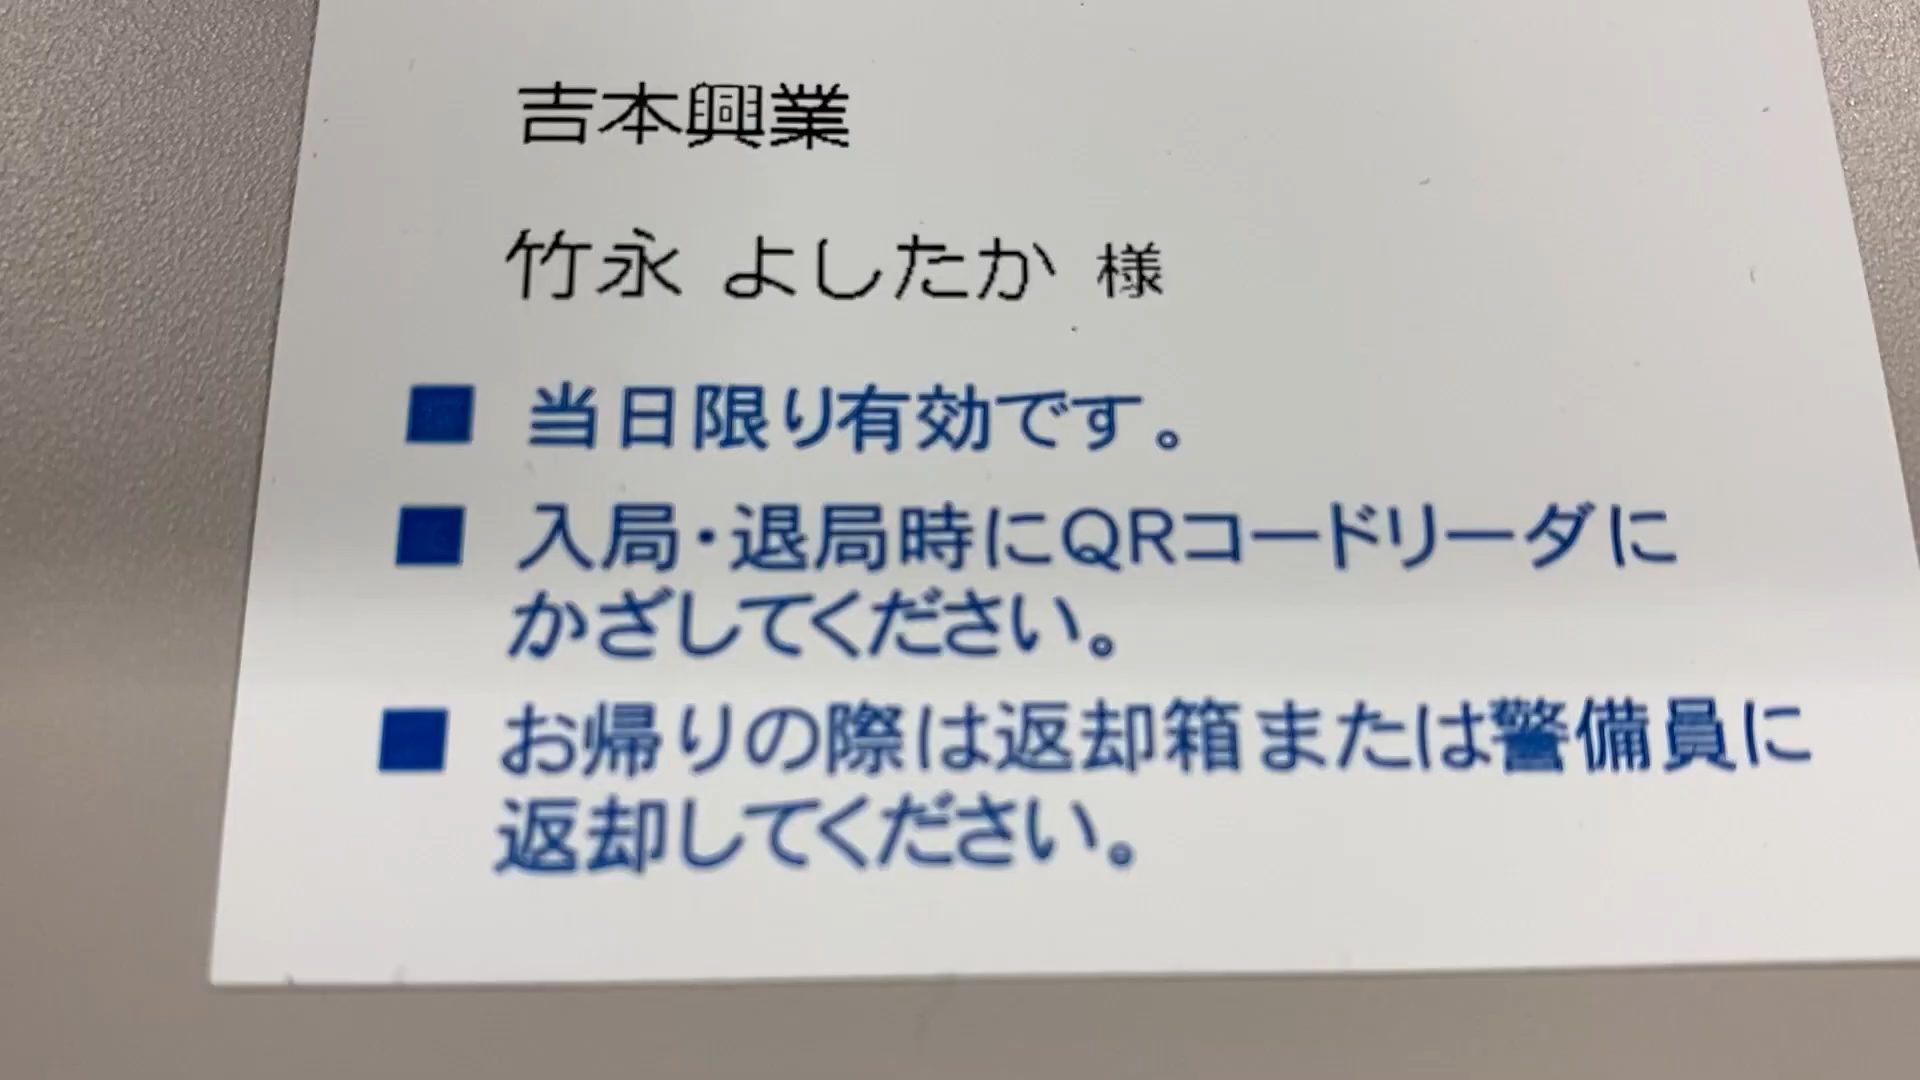 吉本興業
竹永 よしたか 様
■ 当日限り有効です。
■ 入局・退局時にQRコードリーダに
かざしてください。
■ お帰りの際は返却箱または警備員に
返却してください。